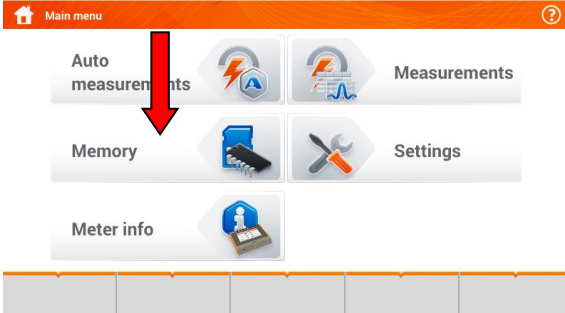 Main menu
?
Auto
measurements
Measurements
Memory
Settings
Meter info